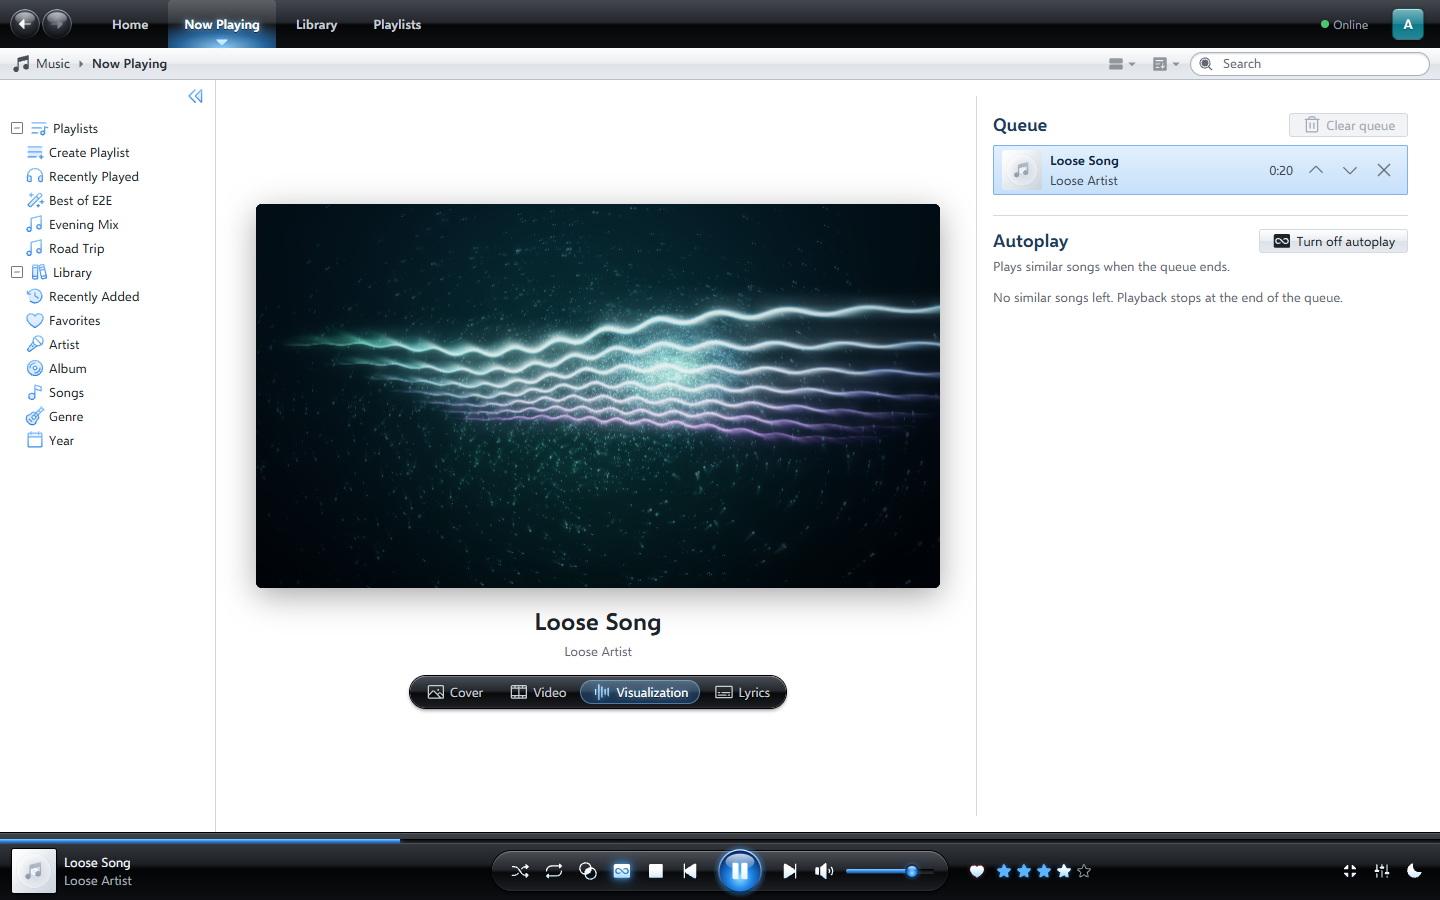 Home
Now Playing
Library
Playlists
Online
A
Music
Now Playing
Search
Playlists
Create Playlist
Recently Played
Best of E2E
Evening Mix
Road Trip
Library
Recently Added
Favorites
Artist
Album
Songs
Genre
Year
Loose Song
Loose Artist
Cover
Video
Visualization
Lyrics
Queue
Clear queue
Loose Song
Loose Artist
0:20
Autoplay
Turn off autoplay
Plays similar songs when the queue ends.
No similar songs left. Playback stops at the end of the queue.
Loose Song
Loose Artist